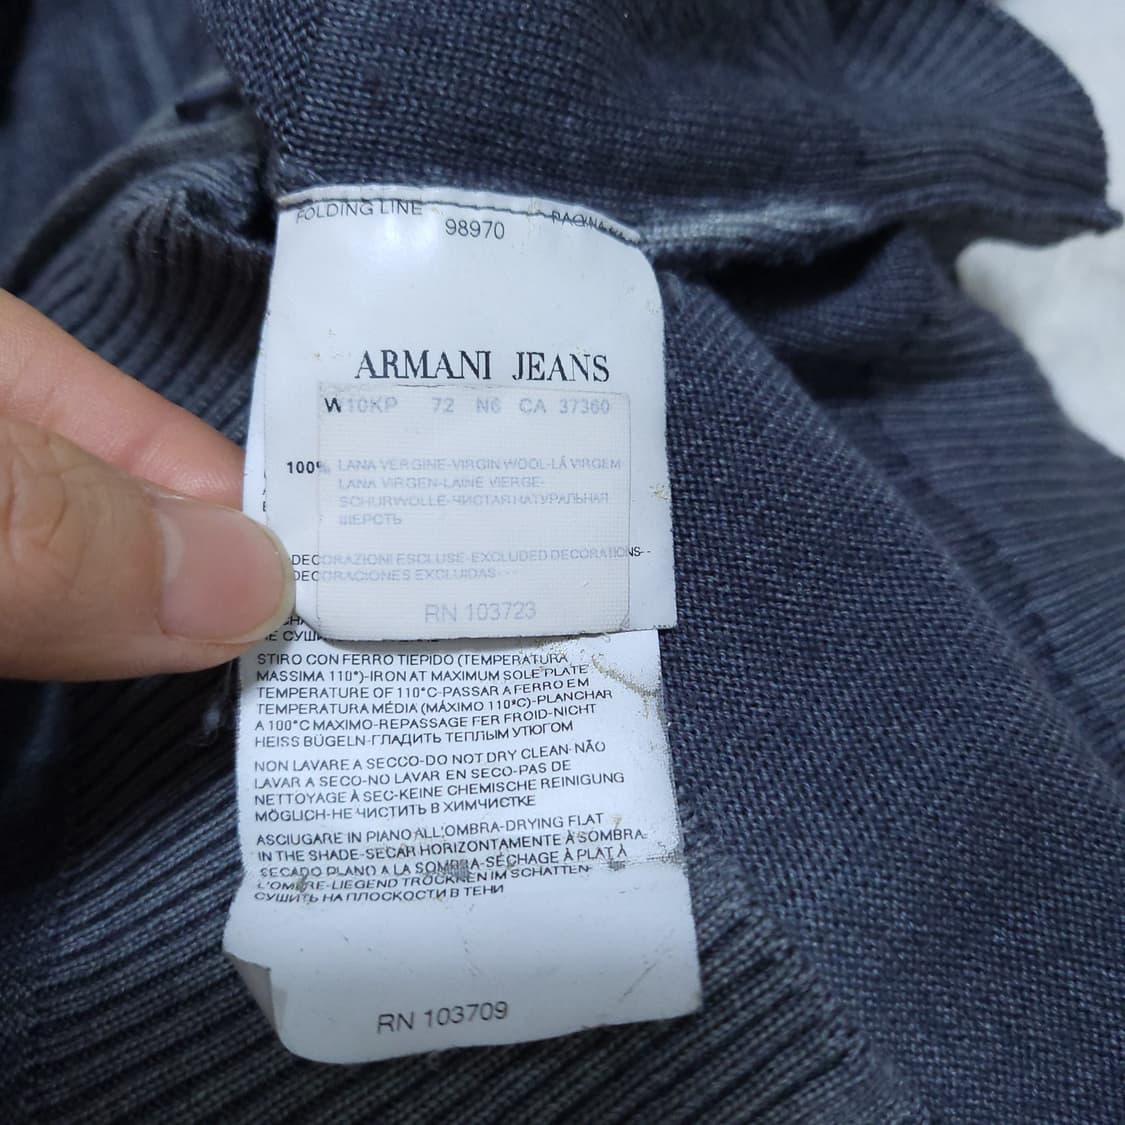 FOLDING LINE 98970
ARMANI JEANS
W10KP 72 N6 CA 37360
100% LANA VERGINE-VIRGIN WOOL-LÃ VIRGEM
LANA VIRGEN-LAINE VIERGE-
SCHURWOLLE-ЧИСТАЯ НАТУРАЛЬНАЯ
ШЕРСТЬ
DECORAZIONI ESCLUSE-EXCLUDED DECORATIONS--
DECORACIONES EXCLUIDAS----
RN 103723
STIRO CON FERRO TIEPIDO (TEMPERATURA
MASSIMA 110°)-IRON AT MAXIMUM SOLE PLATE
TEMPERATURE OF 110°C-PASSAR A FERRO EM
TEMPERATURA MÉDIA (MÁXIMO 110°C)-PLANCHAR
A 100°C MAXIMO-REPASSAGE FER FROID-NICHT
HEISS BÜGELN-ГЛАДИТЬ ТЕПЛЫМ УТЮГОМ
NON LAVARE A SECCO-DO NOT DRY CLEAN-NÃO
LAVAR A SECO-NO LAVAR EN SECO-PAS DE
NETTOYAGE À SEC-KEINE CHEMISCHE REINIGUNG
MÖGLICH-НЕ ЧИСТИТЬ В ХИМЧИСТКЕ
ASCIUGARE IN PIANO ALL'OMBRA-DRYING FLAT
IN THE SHADE-SECAR HORIZONTAMENTE À SOMBRA-
SECADO PLANO A LA SOMBRA-SÉCHAGE À PLAT À
L'OMBRE-LIEGEND TROCKNEN IM SCHATTEN-
СУШИТЬ НА ПЛОСКОСТИ В ТЕНИ
RN 103709